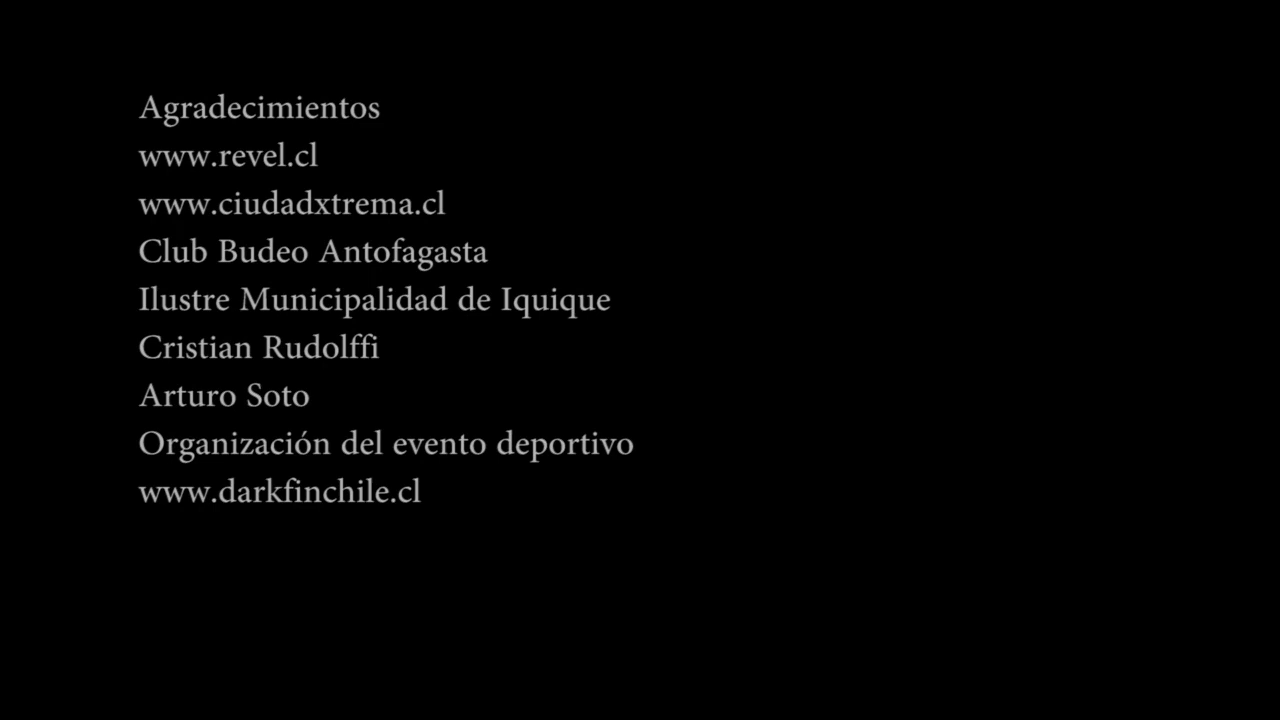 Agradecimientos
www.revel.cl
www.ciudadxtrema.cl
Club Budeo Antofagasta
Ilustre Municipalidad de Iquique
Cristian Rudolffi
Arturo Soto
Organización del evento deportivo
www.darkfinchile.cl